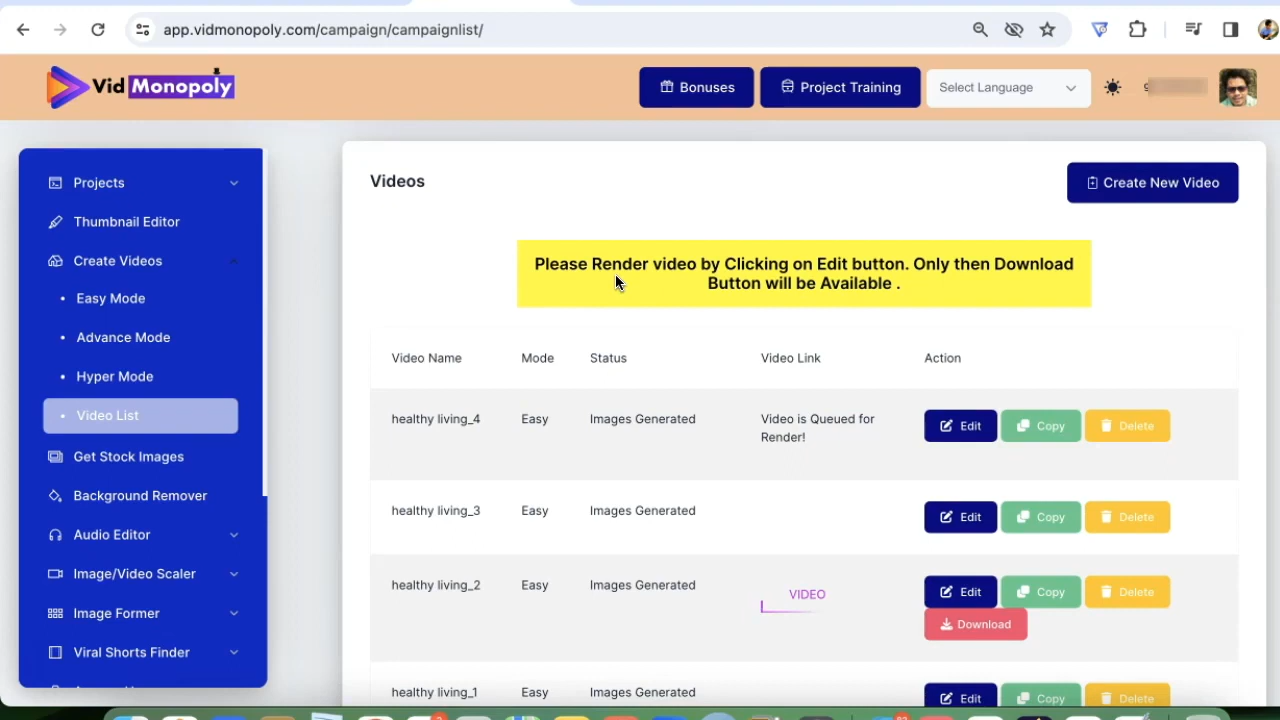 app.vidmonopoly.com/campaign/campaignlist/
Vid Monopoly
Bonuses
Project Training
Select Language
Projects
Thumbnail Editor
Create Videos
Easy Mode
Advance Mode
Hyper Mode
Video List
Get Stock Images
Background Remover
Audio Editor
Image/Video Scaler
Image Former
Viral Shorts Finder
Videos
Create New Video
Please Render video by Clicking on Edit button. Only then Download
Button will be Available .
Video Name Mode Status Video Link Action
healthy living_4 Easy Images Generated Video is Queued for
Render!
Edit Copy Delete
healthy living_3 Easy Images Generated Edit Copy Delete
healthy living_2 Easy Images Generated VIDEO Edit Copy Delete
Download
healthy living_1 Easy Images Generated Edit Copy Delete